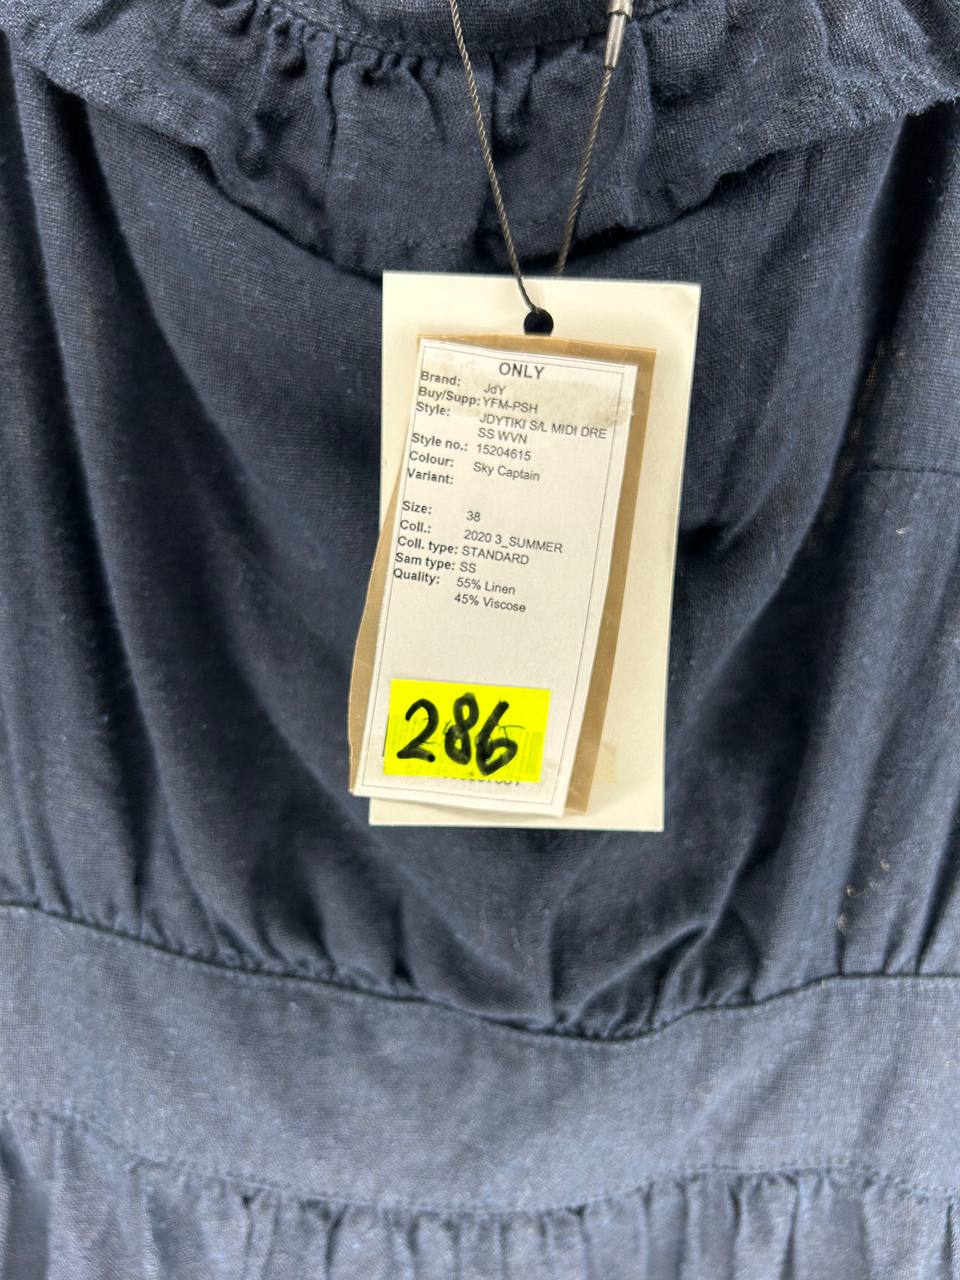 ONLY
Brand: JdY
Buy/Supp: YFM-PSH
Style: JDYTIKI S/L MIDI DRE
SS WVN
Style no.: 15204615
Colour: Sky Captain
Variant:
Size: 38
Coll.: 2020 3_SUMMER
Coll. type: STANDARD
Sam type: SS
Quality: 55% Linen
45% Viscose
286